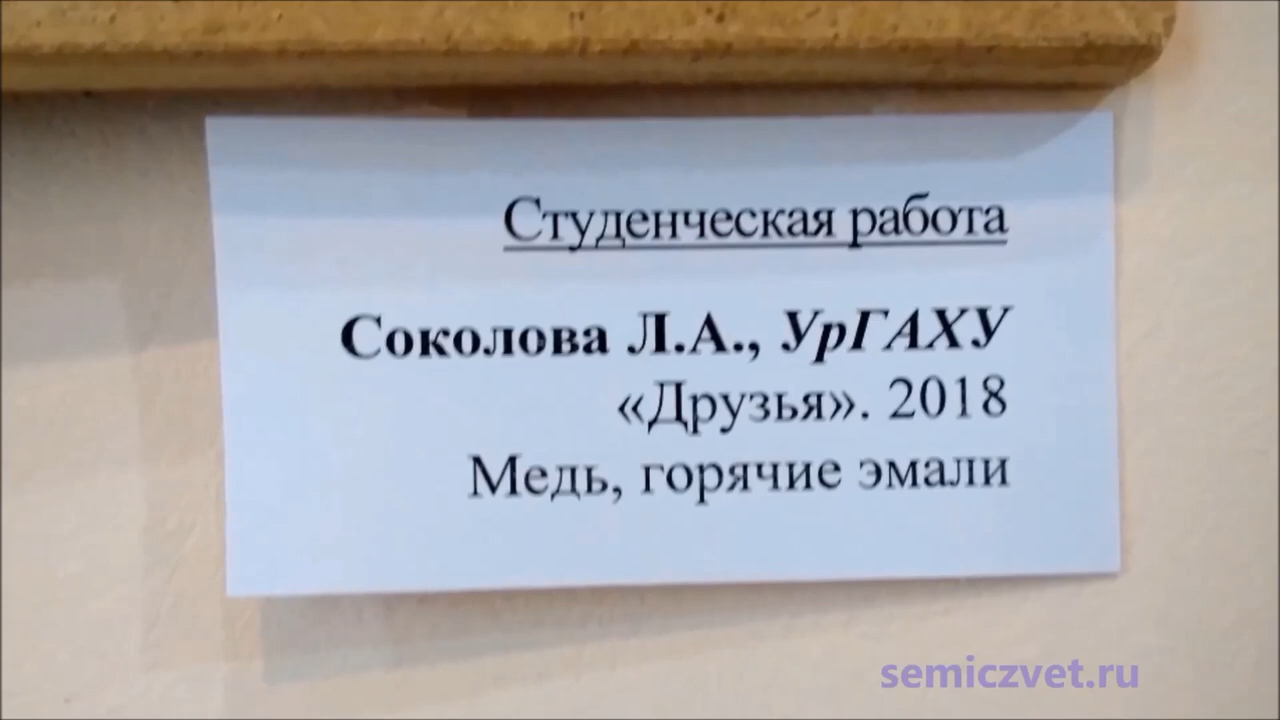 Студенческая работа
Соколова Л.А., УрГАХУ
«Друзья». 2018
Медь, горячие эмали
semiczvet.ru